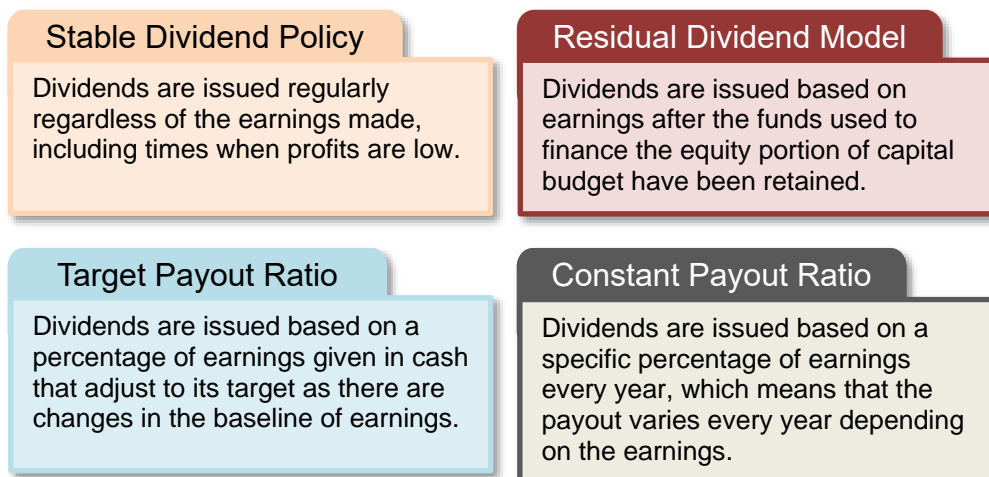 Stable Dividend Policy
Dividends are issued regularly
regardless of the earnings made,
including times when profits are low.
Residual Dividend Model
Dividends are issued based on
earnings after the funds used to
finance the equity portion of capital
budget have been retained.
Target Payout Ratio
Dividends are issued based on a
percentage of earnings given in cash
that adjust to its target as there are
changes in the baseline of earnings.
Constant Payout Ratio
Dividends are issued based on a
specific percentage of earnings
every year, which means that the
payout varies every year depending
on the earnings.